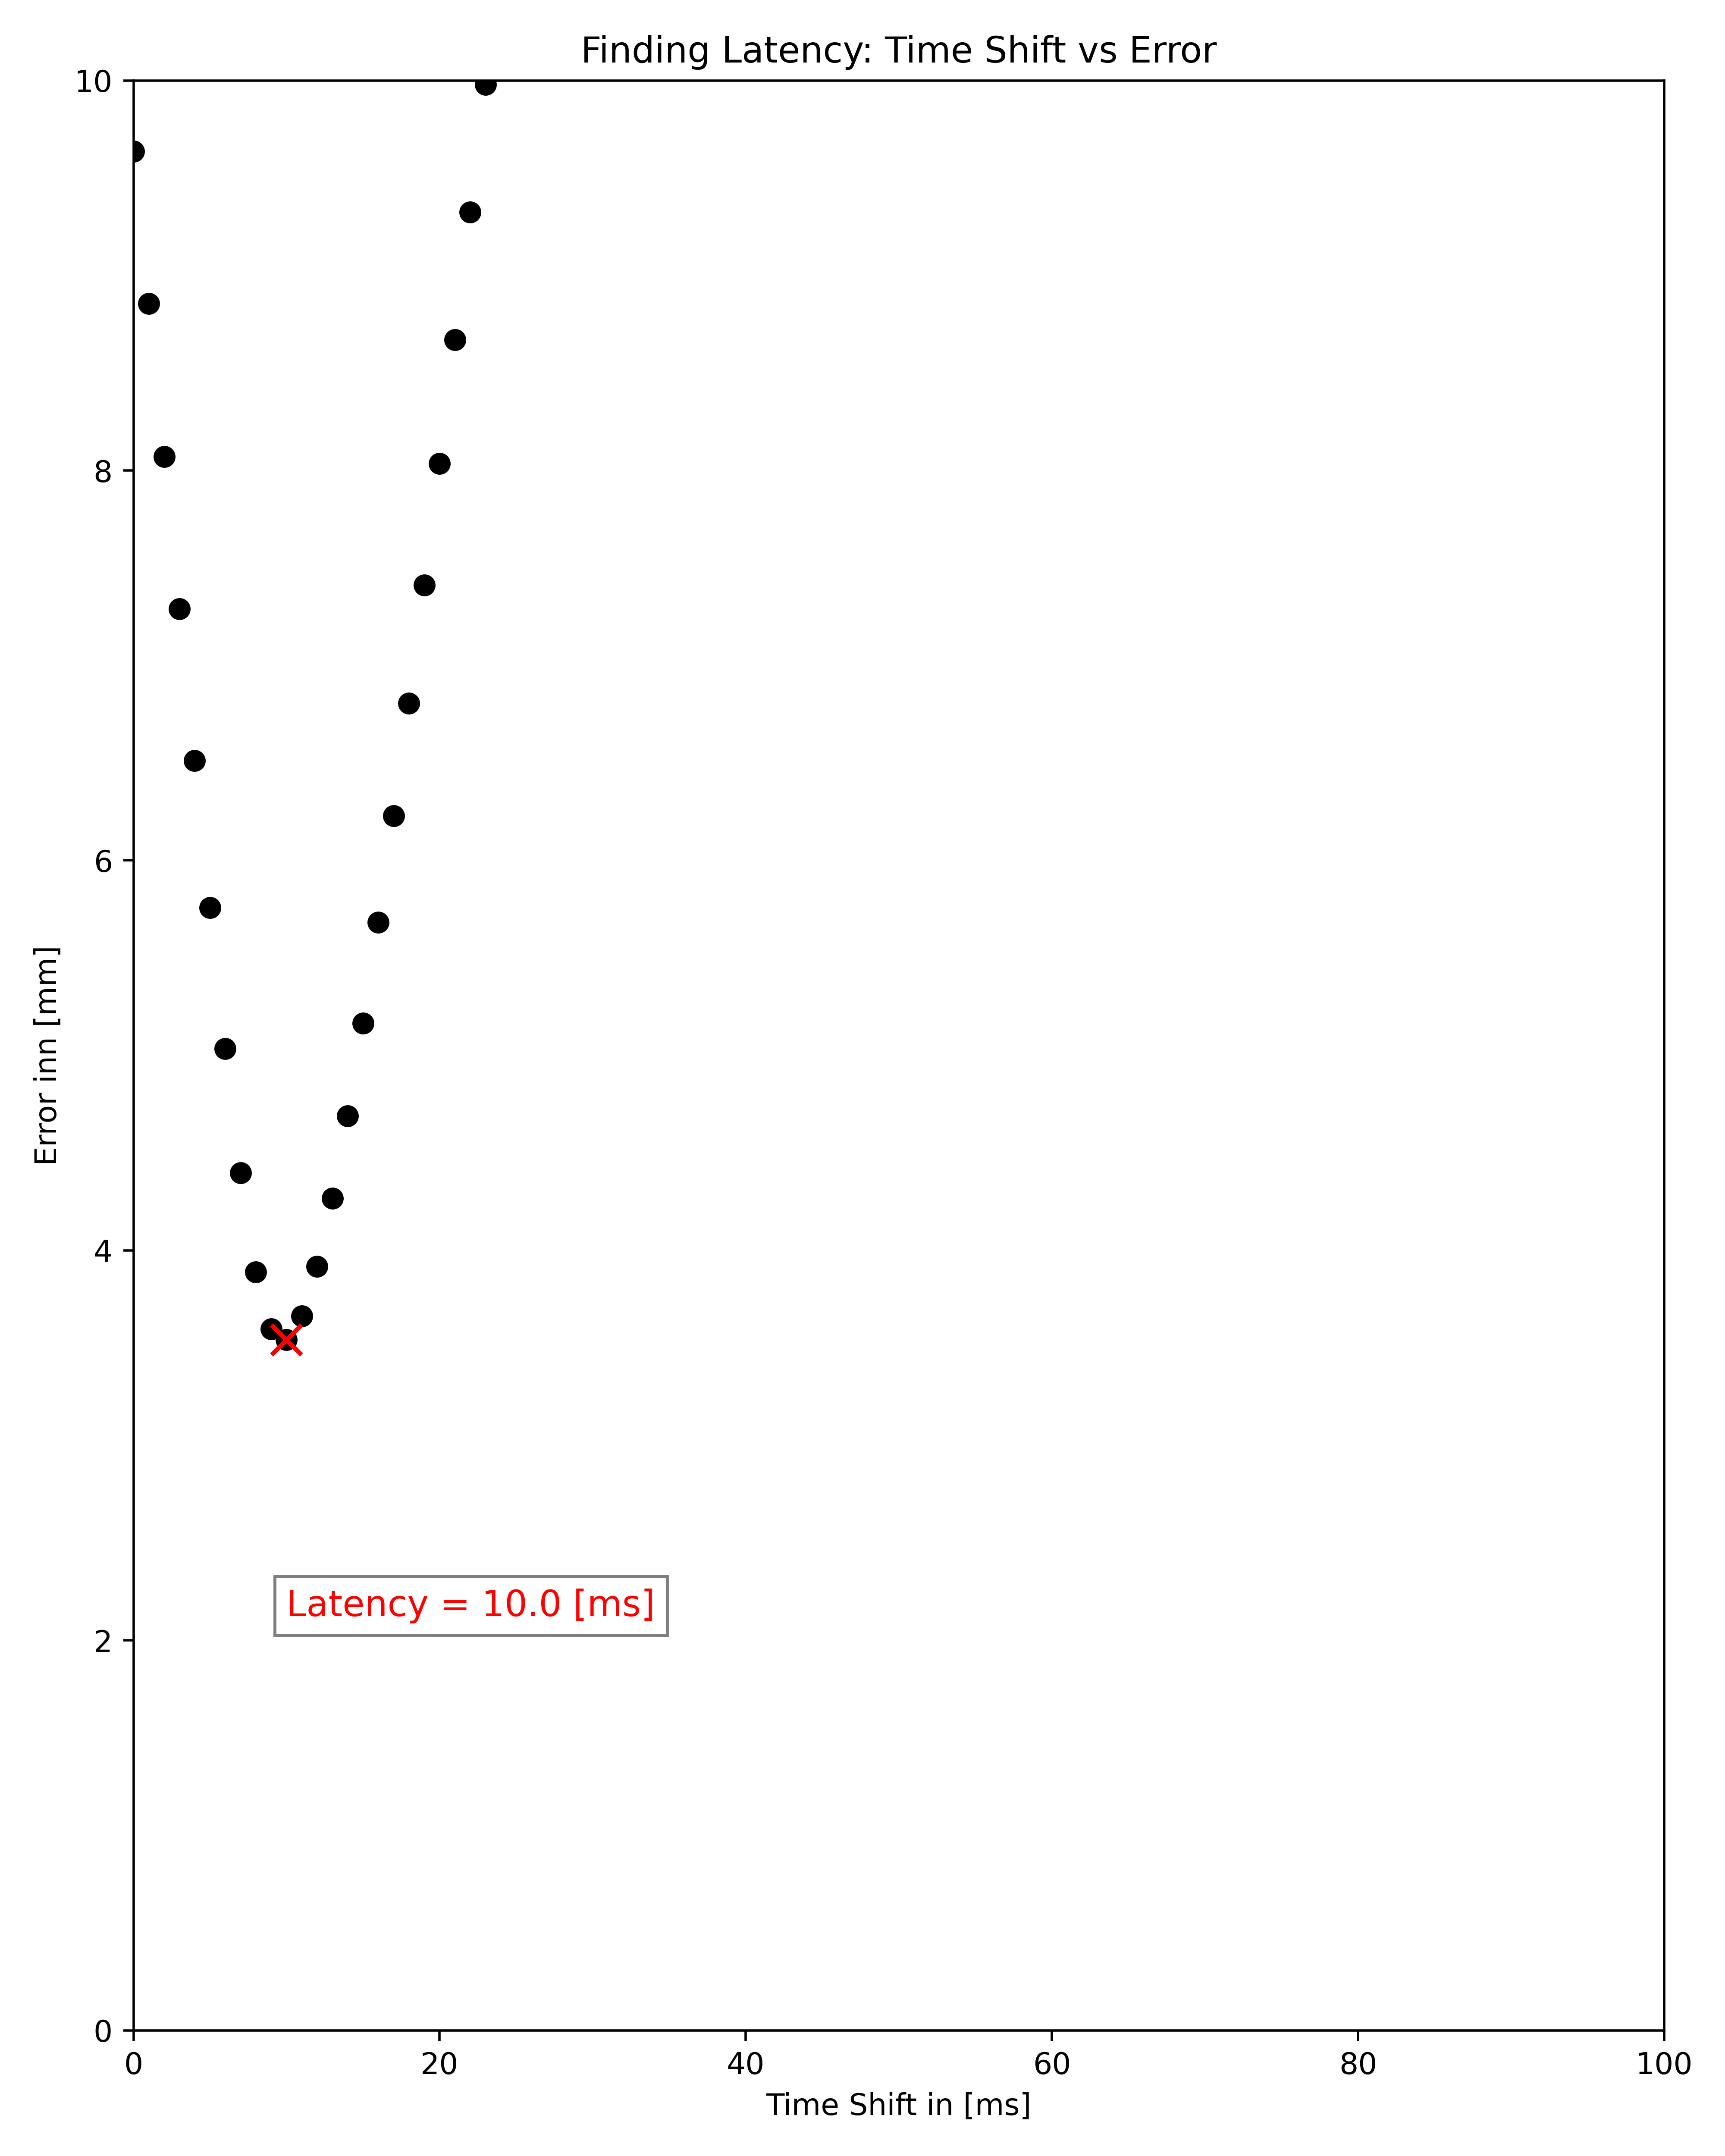 Finding Latency: Time Shift vs Error
10
8
6
4
2
0
Error inn [mm]
Latency = 10.0 [ms]
0 20 40 60 80 100
Time Shift in [ms]